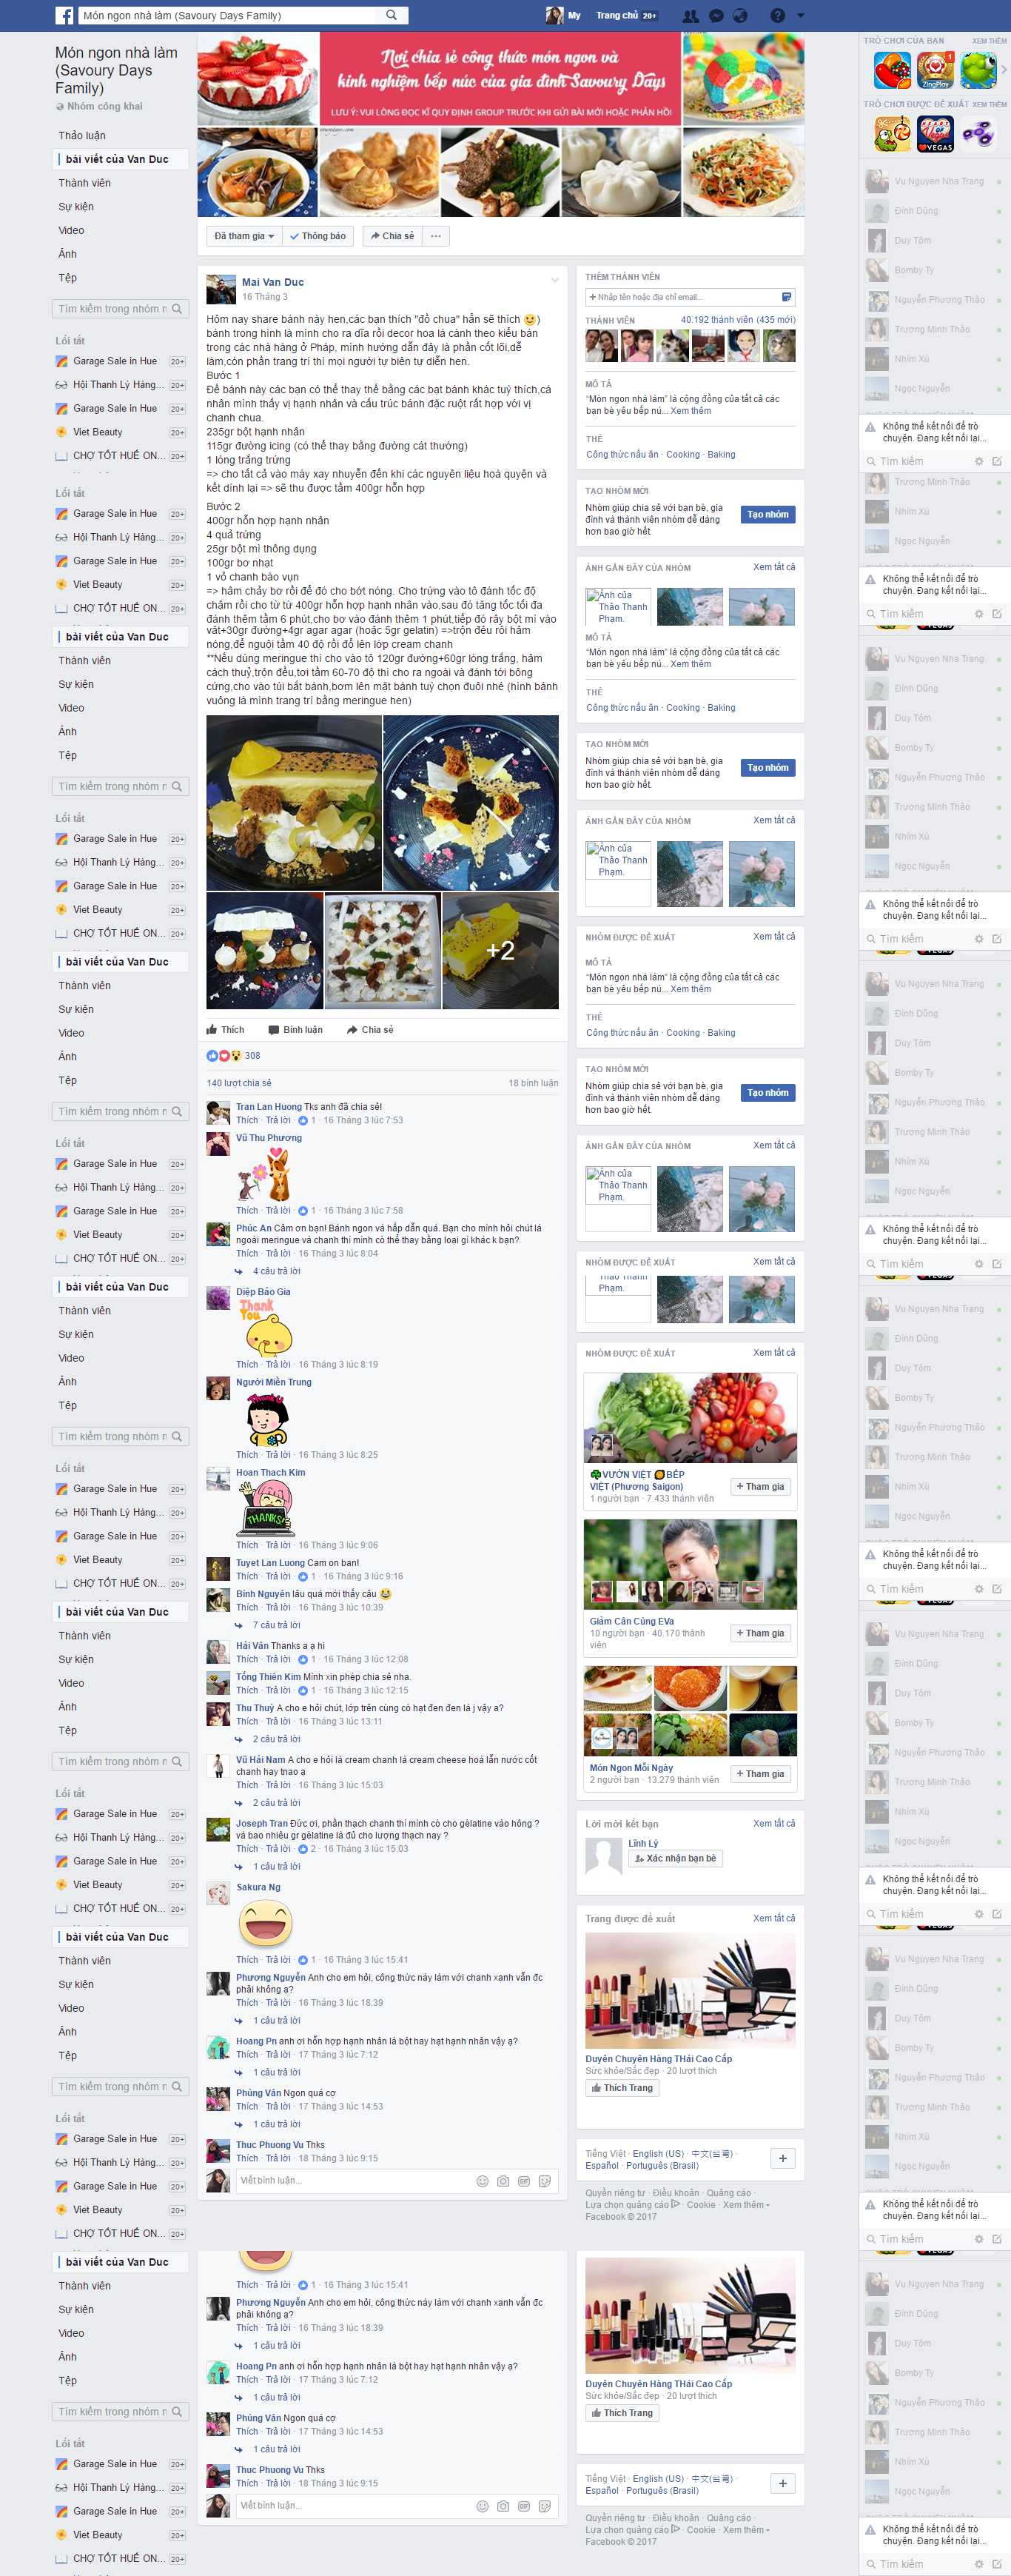 Món ngon nhà làm (Savoury Days Family)
My
Trang chủ 20+
Món ngon nhà làm
(Savoury Days
Family)
Nhóm công khai
Thảo luận
bài viết của Van Duc
Thành viên
Sự kiện
Video
Ảnh
Tệp
Tìm kiếm trong nhóm n
Lối tắt
Garage Sale in Hue 20+
Hội Thanh Lý Hàng... 20+
Garage Sale in Hue 20+
Viet Beauty 20+
CHỢ TỐT HUẾ ON... 20+
Nơi chia sẻ công thức món ngon và
kinh nghiệm bếp núc của gia đình Savoury Days
LƯU Ý: VUI LÒNG ĐỌC KĨ QUY ĐỊNH GROUP TRƯỚC KHI GỬI BÀI MỚI HOẶC PHẢN HỒI
Đã tham gia
Thông báo
Chia sẻ
Mai Van Duc
16 Tháng 3
Hôm nay share bánh này hen,các bạn thích "đồ chua" hẳn sẽ thích
bánh trong hình là mình cho ra dĩa rồi decor hoa lá cành theo kiểu bán
trong các nhà hàng ở Pháp, mình hướng dẫn đây là phần cốt lõi,dễ
làm,còn phần trang trí thì mọi người tự biên tự diễn hen.
Bước 1
Đế bánh này các bạn có thể thay thế bằng các bạt bánh khác tuỳ thích,cá
nhân mình thấy vị hạnh nhân và cấu trúc bánh đặc ruột rất hợp với vị
chanh chua.
235gr bột hạnh nhân
115gr đường icing (có thể thay bằng đường cát thường)
1 lòng trắng trứng
=> cho tất cả vào máy xay nhuyễn đến khi các nguyên liệu hoà quyên và
kết dính lại => sẽ thu được tầm 400gr hỗn hợp
Bước 2
400gr hỗn hợp hạnh nhân
4 quả trứng
25gr bột mì thông dụng
100gr bơ nhạt
1 vỏ chanh bào vụn
=> hâm chảy bơ rồi để đó cho bớt nóng. Cho trứng vào tô đánh tốc độ
chậm rồi cho từ từ 400gr hỗn hợp hạnh nhân vào,sau đó tăng tốc tối đa
đánh thêm tầm 6 phút,cho bơ vào đánh thêm 1 phút,tiếp đó rây bột mì vào
vắt+30gr đường+4gr agar agar (hoặc 5gr gelatin) =>trộn đều rồi hâm
nóng,để nguội tầm 40 độ rồi đổ lên lớp cream chanh
**Nếu dùng meringue thì cho vào tô 120gr đường+60gr lòng trắng, hâm
cách thuỷ,trộn đều,tới tầm 60-70 độ thì cho ra ngoài và đánh tới bông
cứng,cho vào túi bắt bánh,bơm lên mặt bánh tuỳ chọn đuôi nhé (hình bánh
vuông là mình trang trí bằng meringue hen)
+2
Thích Bình luận Chia sẻ
308
140 lượt chia sẻ
18 bình luận
Tran Lan Huong Tks anh đã chia sẻ!
Thích · Trả lời · 1 · 16 Tháng 3 lúc 7:53
Vũ Thu Phương
Thích · Trả lời · 1 · 16 Tháng 3 lúc 7:58
Phúc An Cảm ơn bạn! Bánh ngon và hấp dẫn quá. Bạn cho mình hỏi chút là
ngoài meringue và chanh thì mình có thể thay bằng loại gì khác k bạn?
Thích · Trả lời · 16 Tháng 3 lúc 8:04
4 câu trả lời
Diệp Bảo Gia
Thank You
Thích · Trả lời · 16 Tháng 3 lúc 8:19
Người Miền Trung
Thank U
Thích · Trả lời · 16 Tháng 3 lúc 8:25
Hoan Thach Kim
THANKS!
Thích · Trả lời · 16 Tháng 3 lúc 9:06
Tuyet Lan Luong Cam on ban!
Thích · Trả lời · 1 · 16 Tháng 3 lúc 9:16
Bình Nguyên lâu quá mới thấy cậu
Thích · Trả lời · 16 Tháng 3 lúc 10:39
7 câu trả lời
Hải Vân Thanks a ạ hi
Thích · Trả lời · 1 · 16 Tháng 3 lúc 12:08
Tống Thiên Kim Mình xin phép chia sẻ nha.
Thích · Trả lời · 1 · 16 Tháng 3 lúc 12:15
Thu Thuỷ A cho e hỏi chút, lớp trên cùng có hạt đen đen là j vậy a?
Thích · Trả lời · 16 Tháng 3 lúc 13:11
2 câu trả lời
Vũ Hải Nam A cho e hỏi là cream chanh là cream cheese hoà lẫn nước cốt
chanh hay tnao ạ
Thích · Trả lời · 16 Tháng 3 lúc 15:03
2 câu trả lời
Joseph Tran Đức ơi, phần thạch chanh thì mình có cho gélatine vào hông ?
và bao nhiêu gr gélatine là đủ cho lượng thạch này ?
Thích · Trả lời · 2 · 16 Tháng 3 lúc 15:03
1 câu trả lời
Sakura Ng
Thích · Trả lời · 1 · 16 Tháng 3 lúc 15:41
Phương Nguyễn Anh cho em hỏi, công thức này làm với chanh xanh vẫn đc
phải không ạ?
Thích · Trả lời · 16 Tháng 3 lúc 18:39
1 câu trả lời
Hoang Pn anh ơi hỗn hợp hạnh nhân là bột hay hạt hạnh nhân vậy ạ?
Thích · Trả lời · 17 Tháng 3 lúc 7:12
1 câu trả lời
Phùng Vân Ngon quá cợ
Thích · Trả lời · 17 Tháng 3 lúc 14:53
1 câu trả lời
Thuc Phuong Vu Thks
Thích · Trả lời · 18 Tháng 3 lúc 9:15
Viết bình luận...
THÊM THÀNH VIÊN
+ Nhập tên hoặc địa chỉ email...
THÀNH VIÊN
40.192 thành viên (435 mới)
MÔ TẢ
"Món ngon nhà làm" là cộng đồng của tất cả các
bạn bè yêu bếp nú... Xem thêm
THẺ
Công thức nấu ăn · Cooking · Baking
TẠO NHÓM MỚI
Nhóm giúp chia sẻ với bạn bè, gia
đình và thành viên nhóm dễ dàng
hơn bao giờ hết.
Tạo nhóm
ẢNH GẦN ĐÂY CỦA NHÓM
Xem tất cả
Ảnh của
Thảo Thanh
Phạm.
NHÓM ĐƯỢC ĐỀ XUẤT
Xem tất cả
VƯỜN VIỆT BẾP
VIỆT (Phương Saigon)
1 người bạn · 7.433 thành viên
+ Tham gia
Giảm Cân Cùng EVa
10 người bạn · 40.170 thành
viên
+ Tham gia
Món Ngon Mỗi Ngày
2 người bạn · 13.279 thành viên
+ Tham gia
Lời mời kết bạn
Xem tất cả
Lĩnh Lý
Xác nhận bạn bè
Trang được đề xuất
Xem tất cả
Duyên Chuyên Hàng THái Cao Cấp
Sức khỏe/Sắc đẹp · 20 lượt thích
Thích Trang
Tiếng Việt · English (US) · 中文(台灣) ·
Español · Português (Brasil)
Quyền riêng tư · Điều khoản · Quảng cáo ·
Lựa chọn quảng cáo · Cookie · Xem thêm
Facebook © 2017
TRÒ CHƠI CỦA BẠN XEM THÊM
ZingPlay
TRÒ CHƠI ĐƯỢC ĐỀ XUẤT XEM THÊM
HEART OF VEGAS
Vu Nguyen Nha Trang
Đình Dũng
Duy Tôm
Bomby Ty
Nguyễn Phương Thảo
Trương Minh Thảo
Nhím Xù
Ngọc Nguyễn
Không thể kết nối để trò
chuyện. Đang kết nối lại...
Tìm kiếm